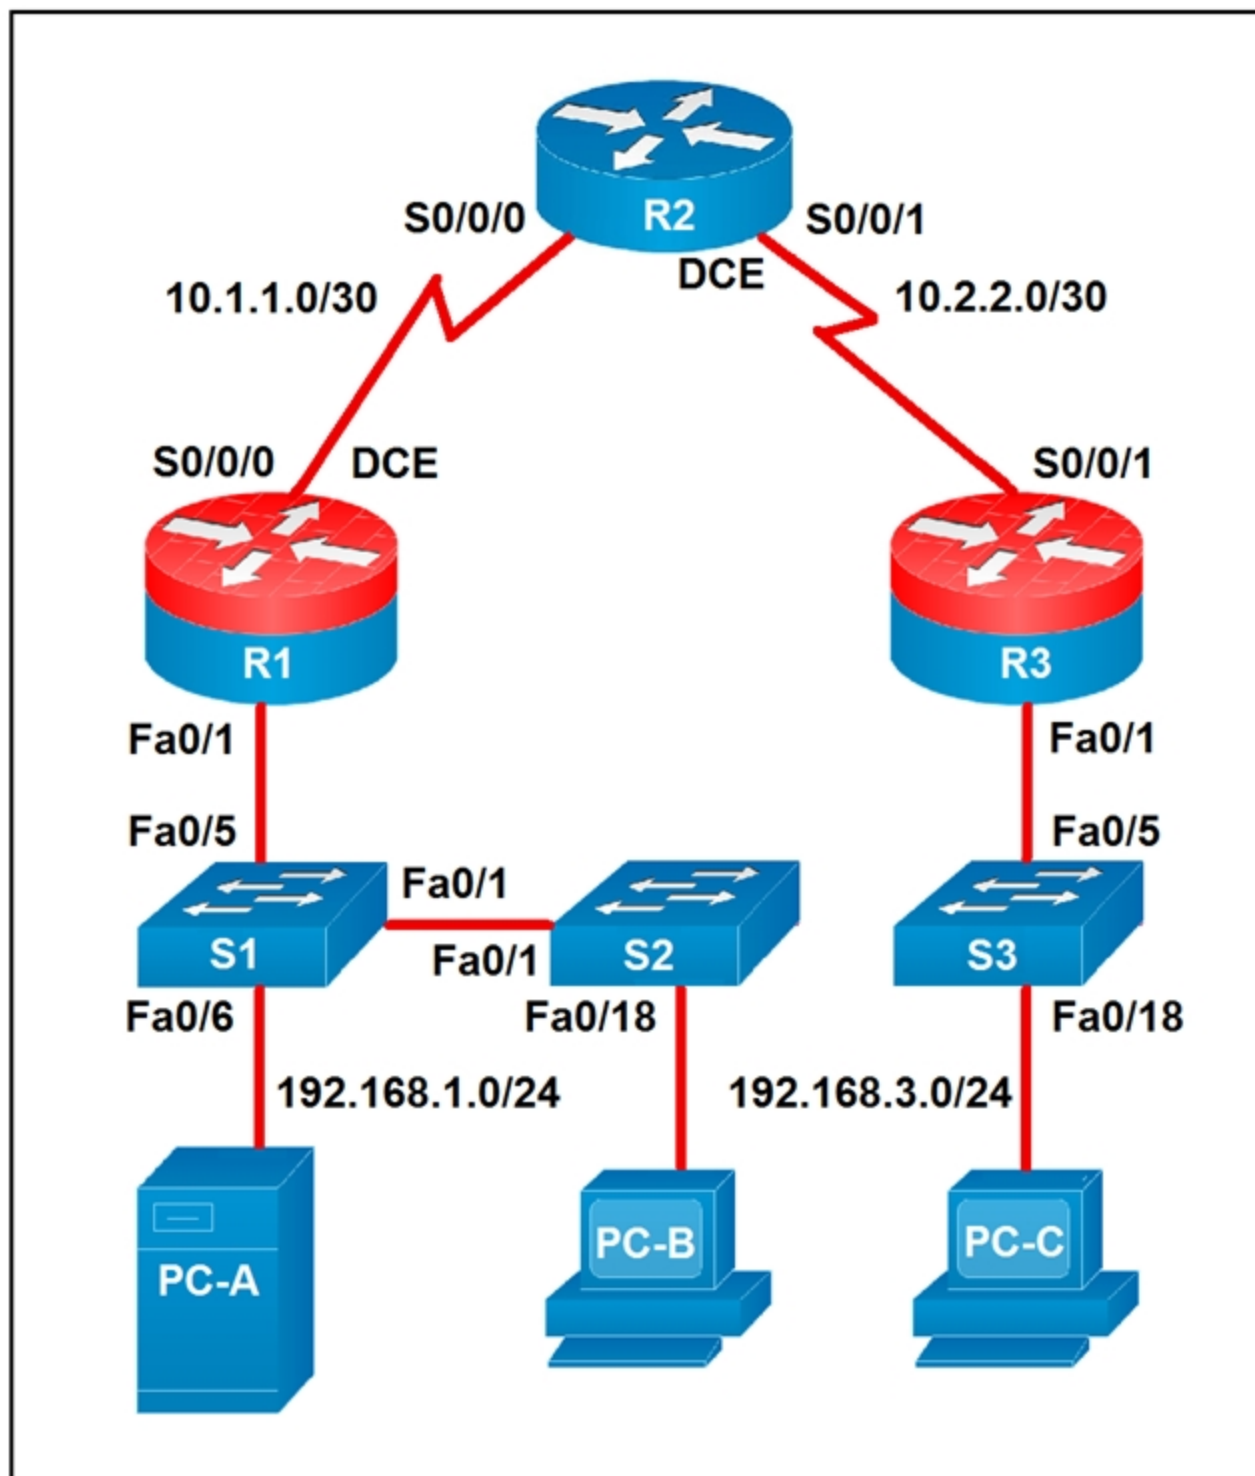 R2
S0/0/0
S0/0/1
DCE
10.1.1.0/30
10.2.2.0/30
S0/0/0
DCE
S0/0/1
R1
R3
Fa0/1
Fa0/1
Fa0/5
Fa0/5
Fa0/1
S1
Fa0/1
S2
S3
Fa0/6
Fa0/18
Fa0/18
192.168.1.0/24
192.168.3.0/24
PC-A
PC-B
PC-C